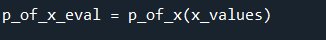 p_of_x_eval = p_of_x(x_values)